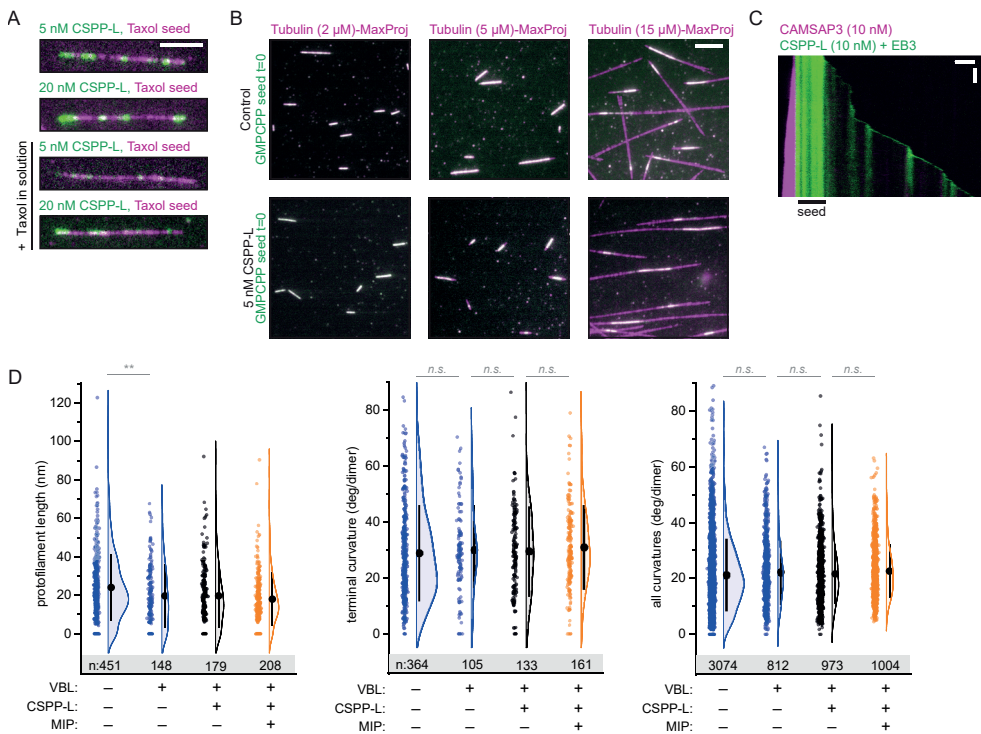 A
5 nM CSPP-L, Taxol seed
20 nM CSPP-L, Taxol seed
5 nM CSPP-L, Taxol seed
20 nM CSPP-L, Taxol seed
+ Taxol in solution
B
Tubulin (2 µM)-MaxProj
Tubulin (5 µM)-MaxProj
Tubulin (15 µM)-MaxProj
Control
GMPCPP seed t=0
5 nM CSPP-L
GMPCPP seed t=0
C
CAMSAP3 (10 nM)
CSPP-L (10 nM) + EB3
seed
D
**
protofilament length (nm)
120
100
80
60
40
20
0
n:451 148 179 208
VBL: – + + +
CSPP-L: – – + +
MIP: – – – +
n.s. n.s. n.s.
terminal curvature (deg/dimer)
80
60
40
20
0
n:364 105 133 161
VBL: – + + +
CSPP-L: – – + +
MIP: – – – +
n.s. n.s. n.s.
all curvatures (deg/dimer)
80
60
40
20
0
3074 812 973 1004
VBL: – + + +
CSPP-L: – – + +
MIP: – – – +